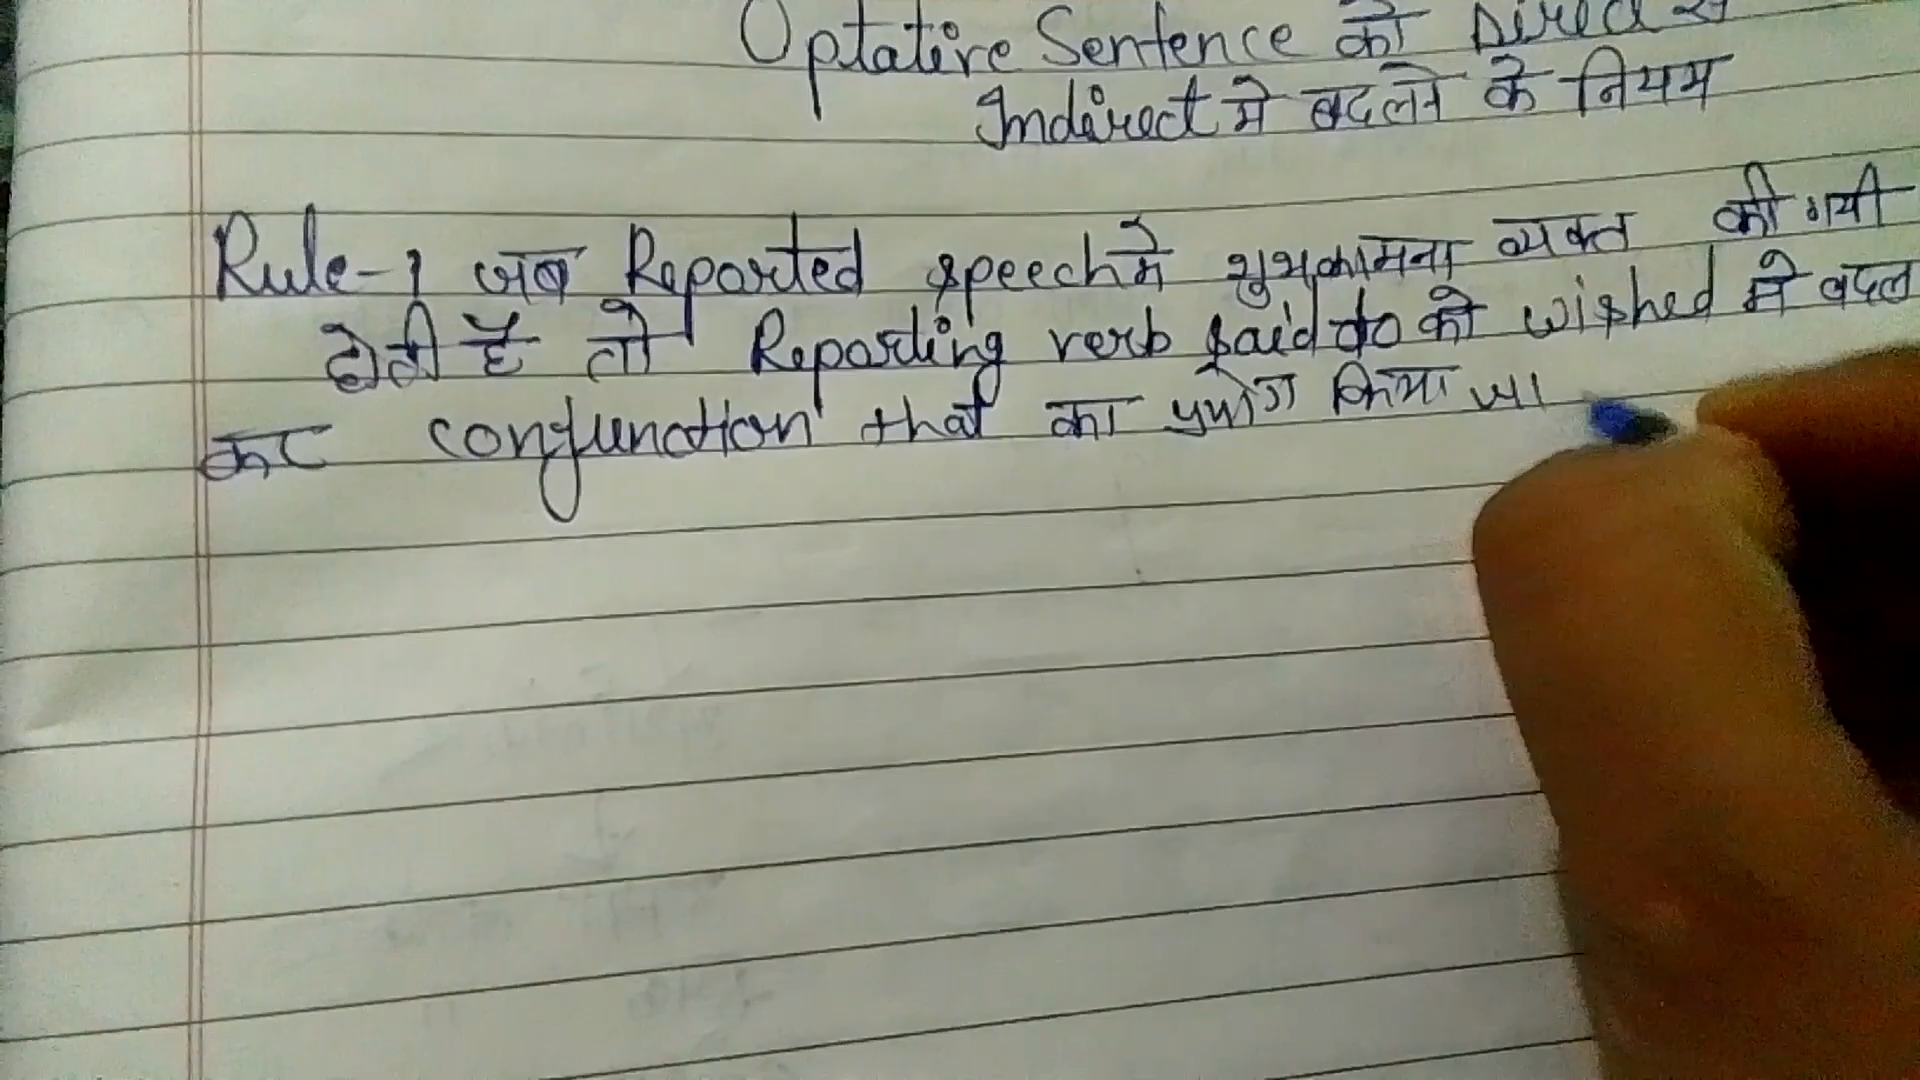 Optative Sentence को Direct से
Indirect मे बदलने के नियम
Rule-1 जब Reported speech मे शुभकामना व्यक्त की गयी
होती है तो Reporting verb said to को wished मे बदल
कर conjunction that का प्रयोग किया जा